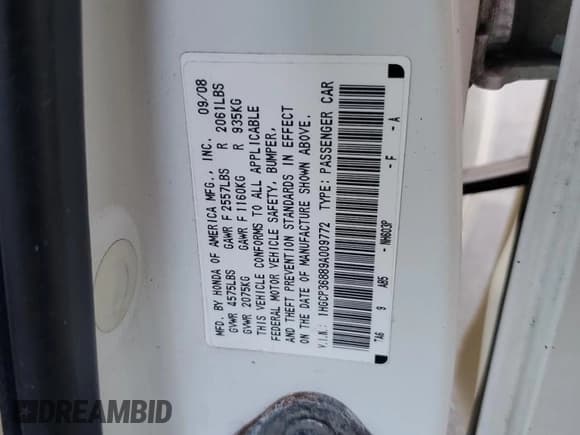 MFD. BY HONDA OF AMERICA MFG., INC. 09/08
GVWR 4575LBS GAWR F 2557LBS R 2061LBS
GVWR 2075KG GAWR F 1160KG R 935KG
THIS VEHICLE CONFORMS TO ALL APPLICABLE
FEDERAL MOTOR VEHICLE SAFETY, BUMPER,
AND THEFT PREVENTION STANDARDS IN EFFECT
ON THE DATE OF MANUFACTURE SHOWN ABOVE.
V.I.N.: 1HGCP36889A009772 TYPE: PASSENGER CAR
7A6 9 AB5 - NH603P - F - A
DREAMBID